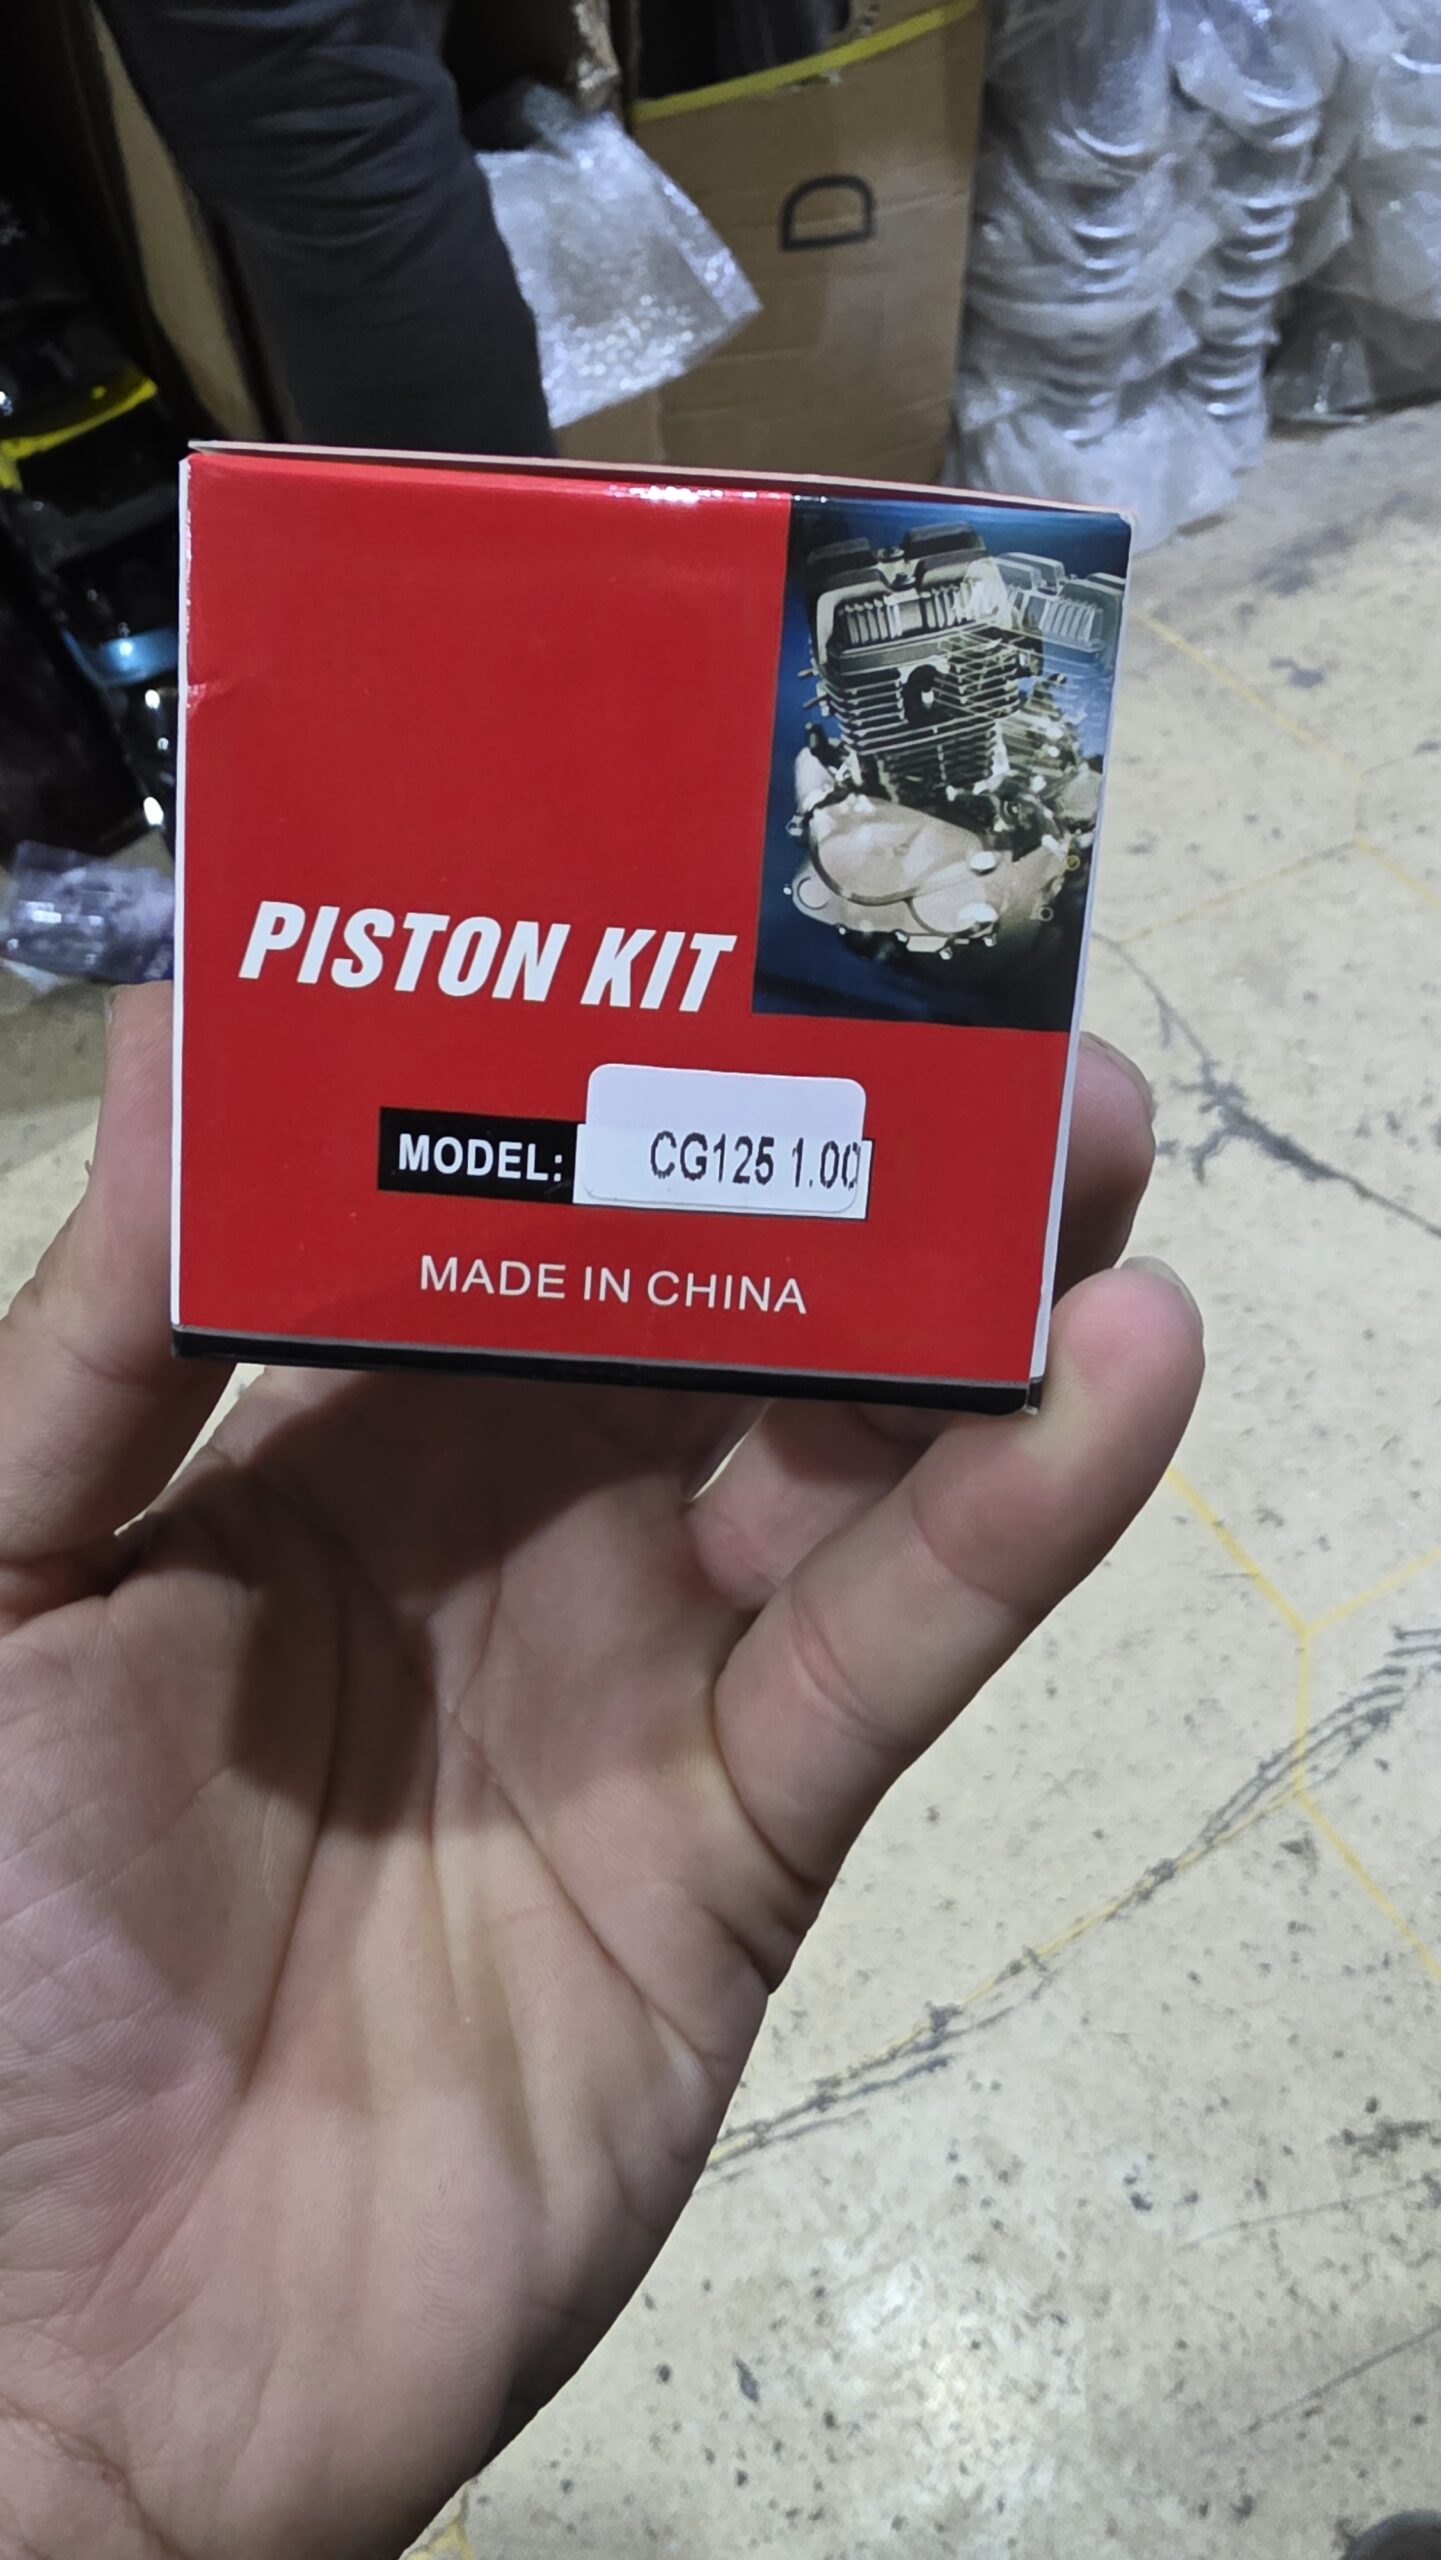 D
PISTON KIT
MODEL: CG125 1.00
MADE IN CHINA